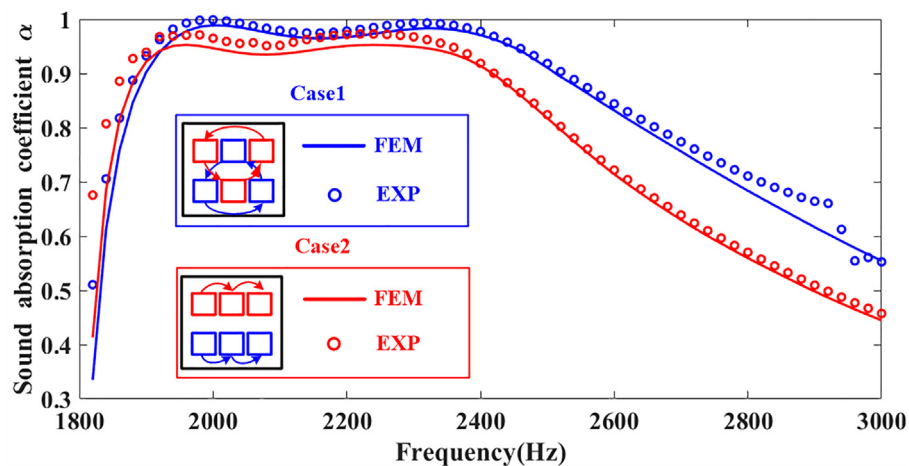 Sound absorption coefficient α
1
0.9
0.8
0.7
0.6
0.5
0.4
0.3
Case1
FEM
EXP
Case2
FEM
EXP
1800 2000 2200 2400 2600 2800 3000
Frequency(Hz)